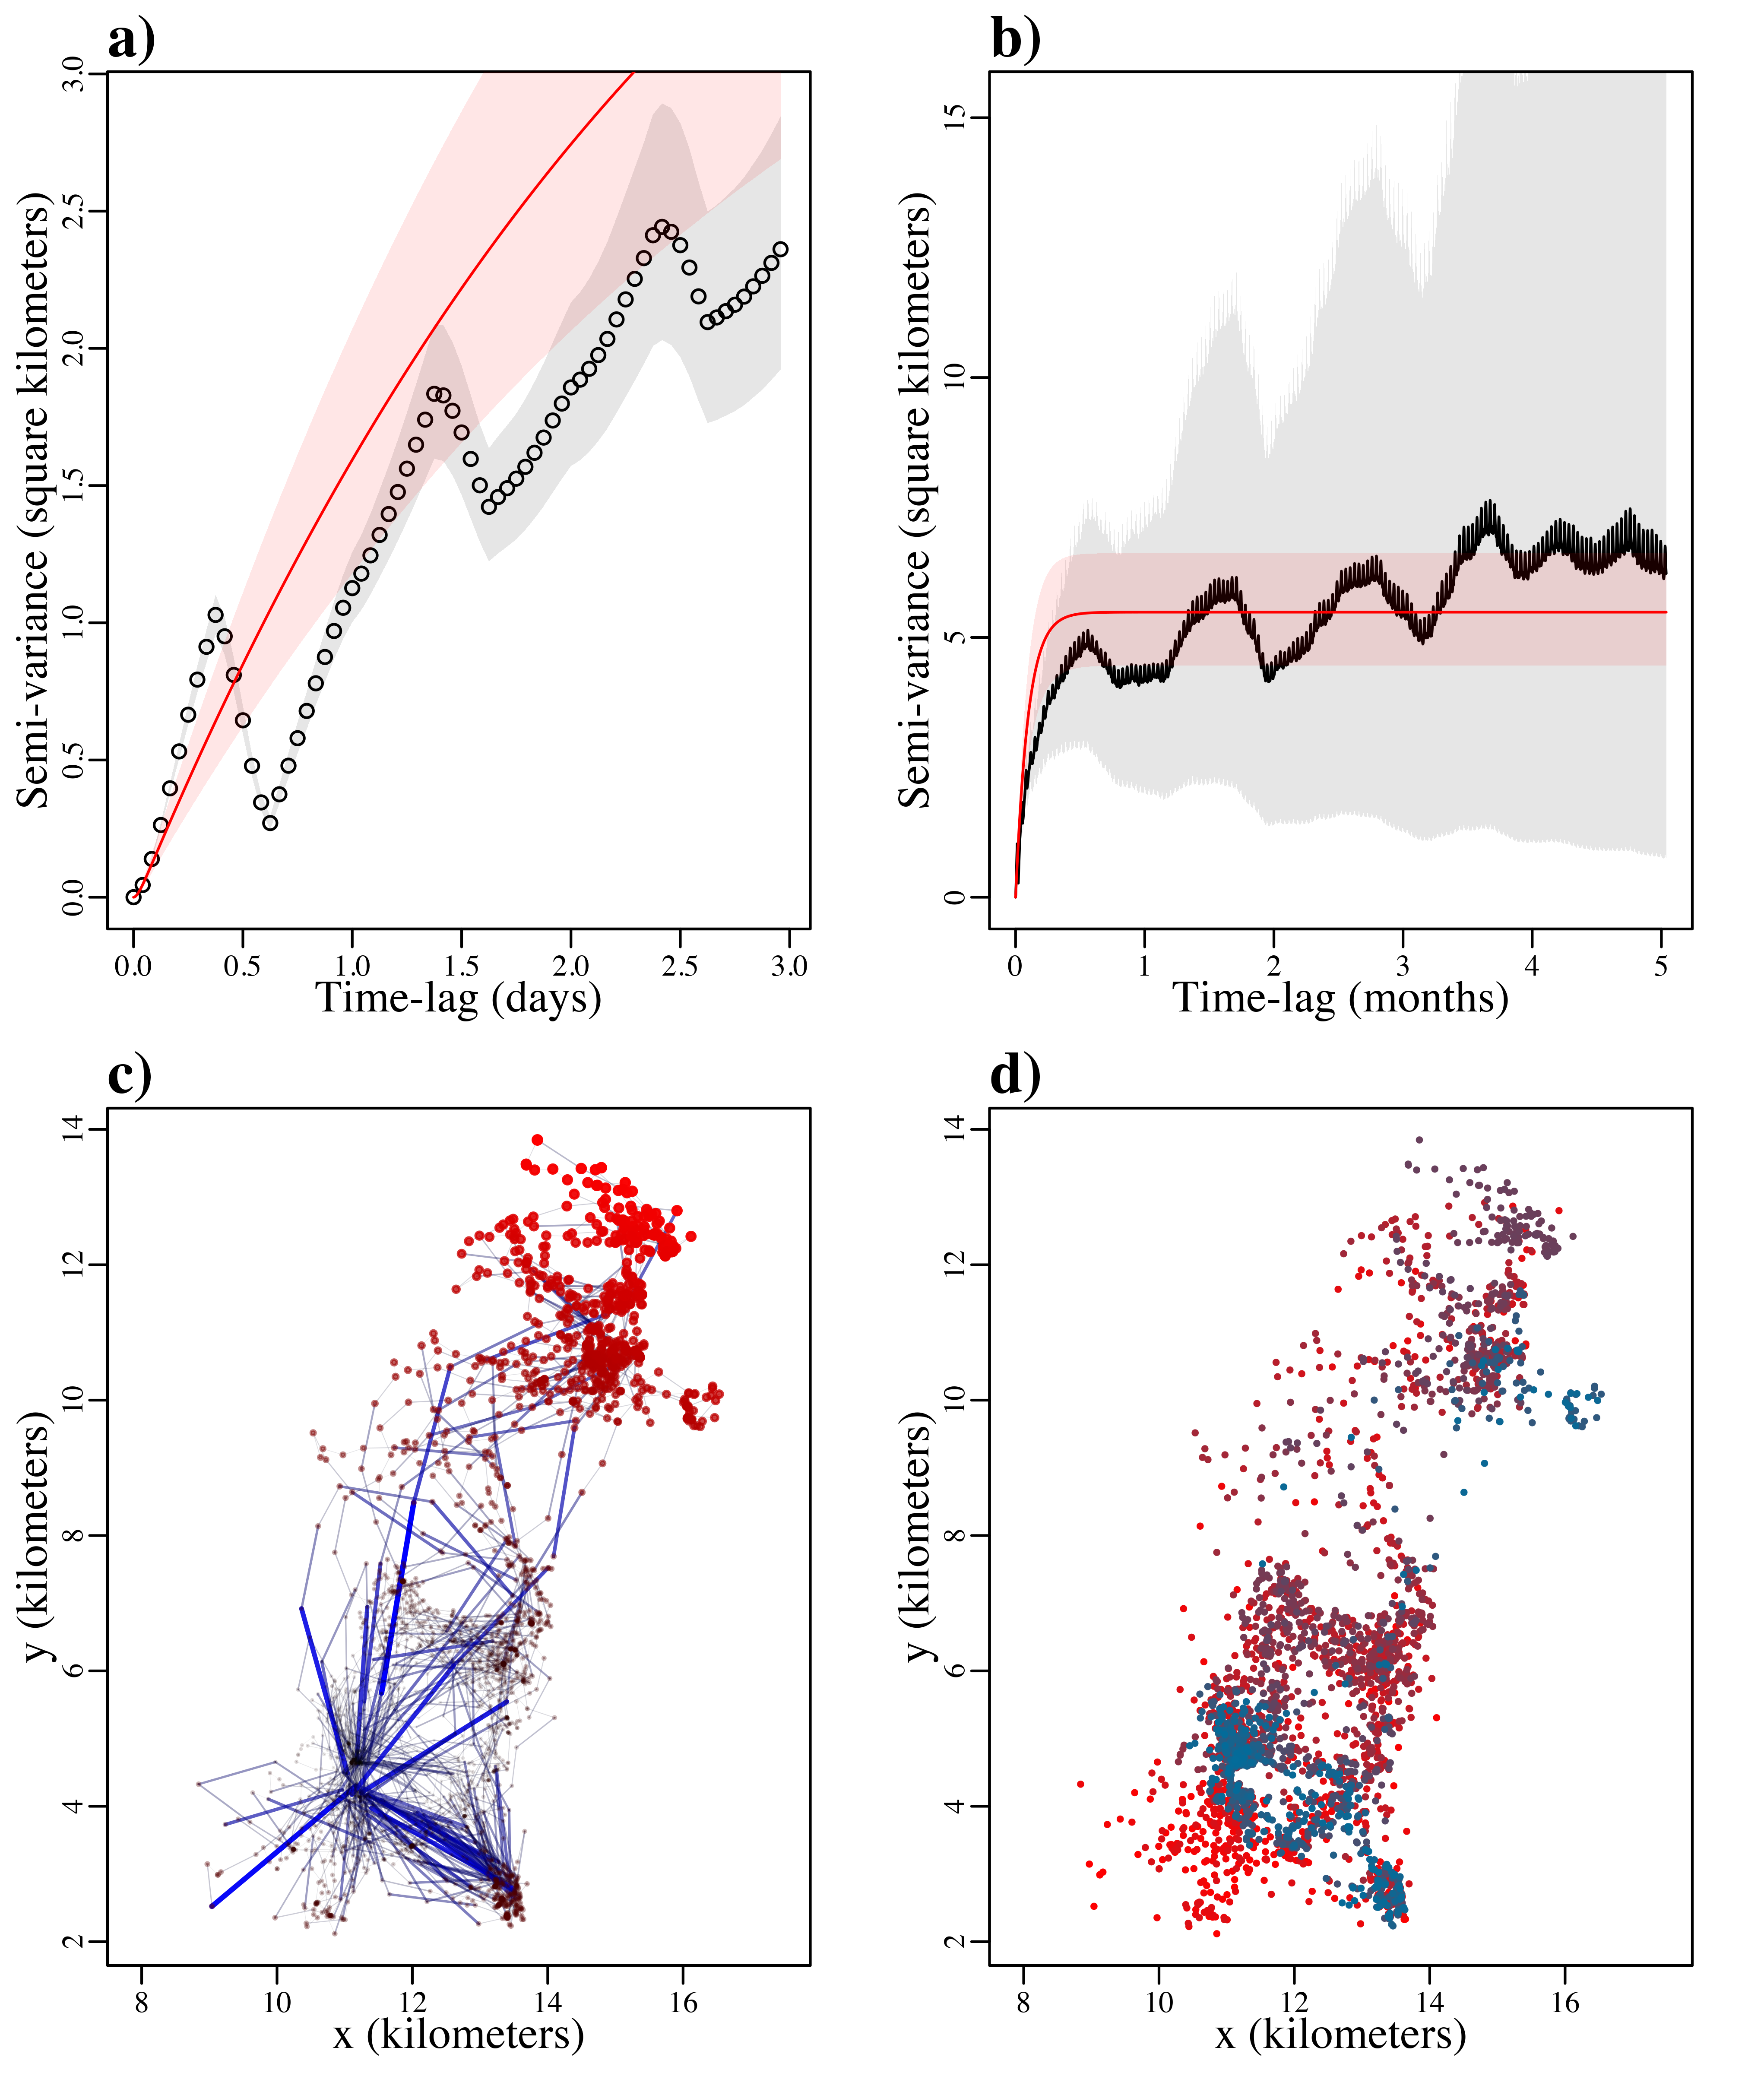 a)
Semi-variance (square kilometers)
0.0 0.5 1.0 1.5 2.0 2.5 3.0
0.0 0.5 1.0 1.5 2.0 2.5 3.0
Time-lag (days)
b)
Semi-variance (square kilometers)
0 5 10 15
0 1 2 3 4 5
Time-lag (months)
c)
y (kilometers)
2 4 6 8 10 12 14
8 10 12 14 16
x (kilometers)
d)
y (kilometers)
2 4 6 8 10 12 14
8 10 12 14 16
x (kilometers)